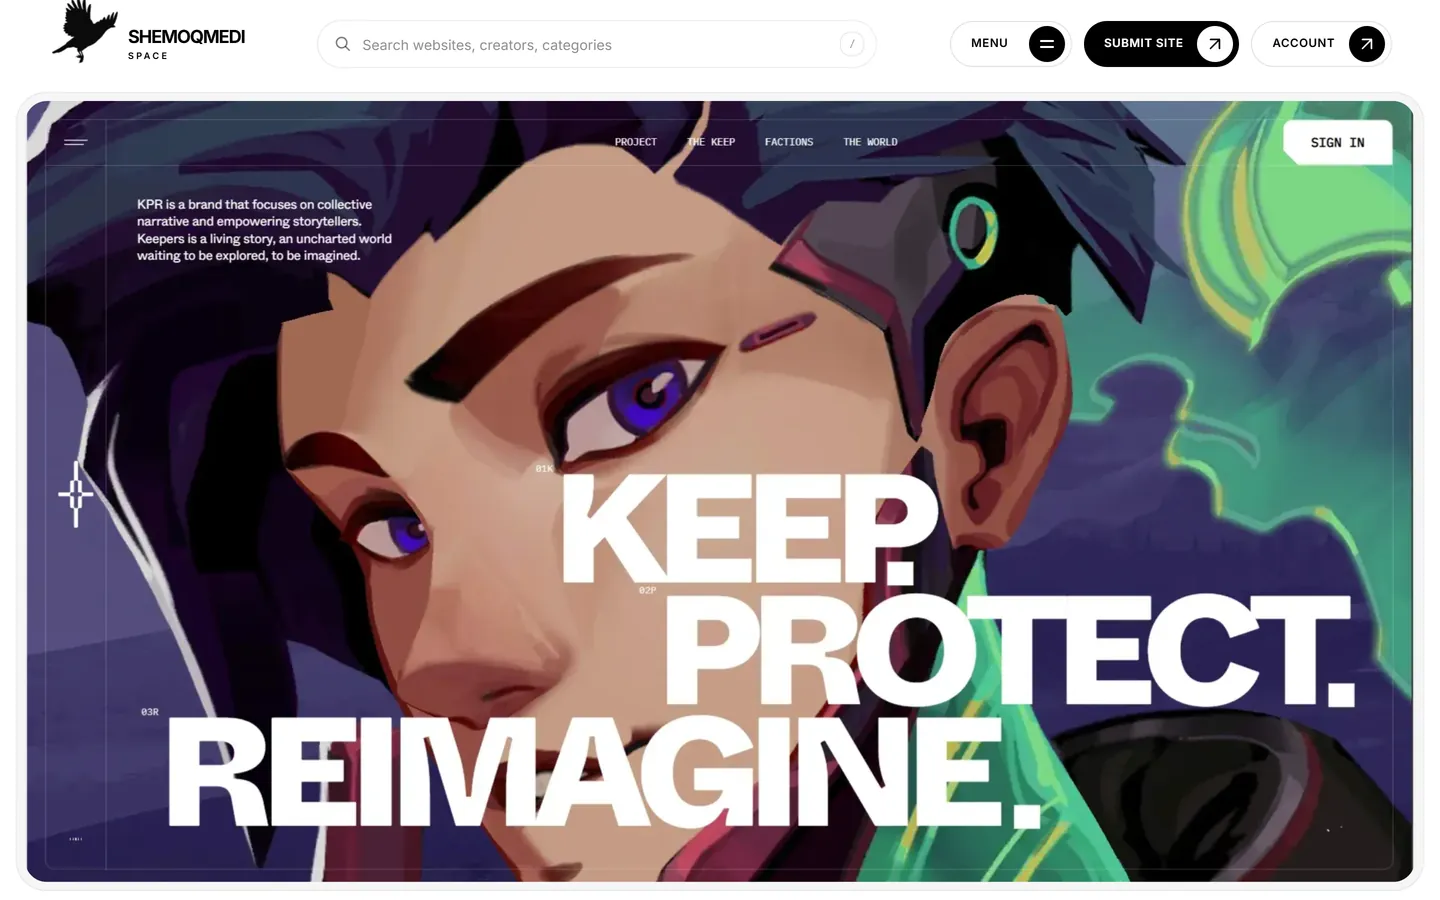 SHEMOQMEDI
SPACE
Search websites, creators, categories
/
MENU
SUBMIT SITE
ACCOUNT
PROJECT
THE KEEP
FACTIONS
THE WORLD
SIGN IN
KPR is a brand that focuses on collective
narrative and empowering storytellers.
Keepers is a living story, an uncharted world
waiting to be explored, to be imagined.
01K
KEEP.
02P
PROTECT.
03R
REIMAGINE.